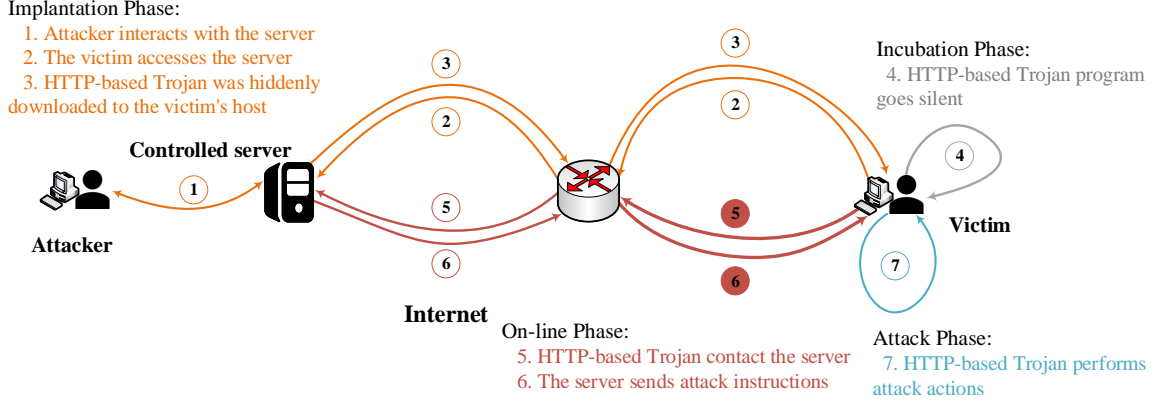 Implantation Phase:
1. Attacker interacts with the server
2. The victim accesses the server
3. HTTP-based Trojan was hiddenly
downloaded to the victim's host
Incubation Phase:
4. HTTP-based Trojan program
goes silent
Controlled server
Attacker
Victim
Internet
1
3
2
5
6
3
2
5
6
4
7
On-line Phase:
5. HTTP-based Trojan contact the server
6. The server sends attack instructions
Attack Phase:
7. HTTP-based Trojan performs
attack actions